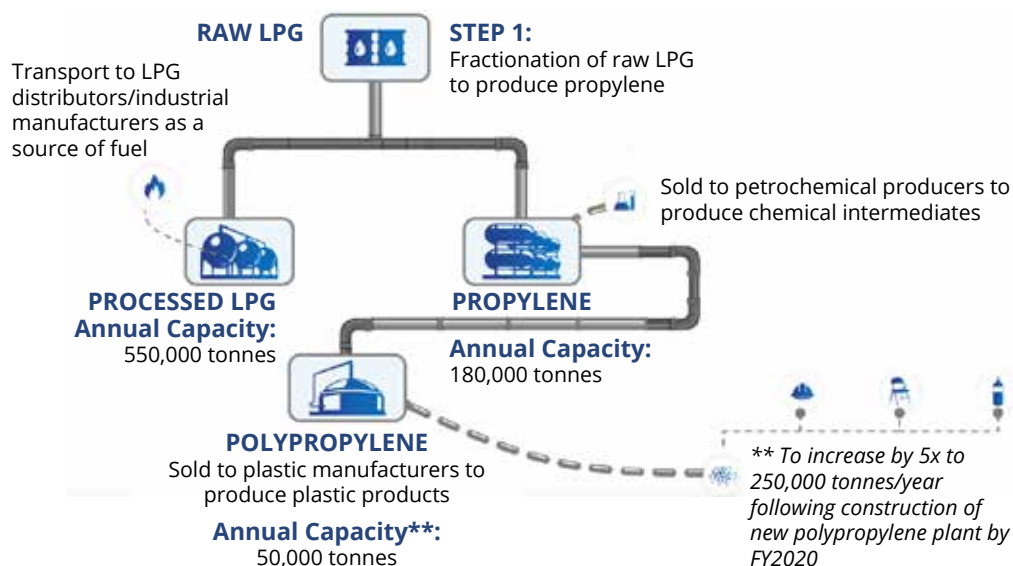 RAW LPG
STEP 1:
Fractionation of raw LPG
to produce propylene
Transport to LPG
distributors/industrial
manufacturers as a
source of fuel
Sold to petrochemical producers to
produce chemical intermediates
PROCESSED LPG
Annual Capacity:
550,000 tonnes
PROPYLENE
Annual Capacity:
180,000 tonnes
POLYPROPYLENE
Sold to plastic manufacturers to
produce plastic products
Annual Capacity**:
50,000 tonnes
** To increase by 5x to
250,000 tonnes/year
following construction of
new polypropylene plant by
FY2020